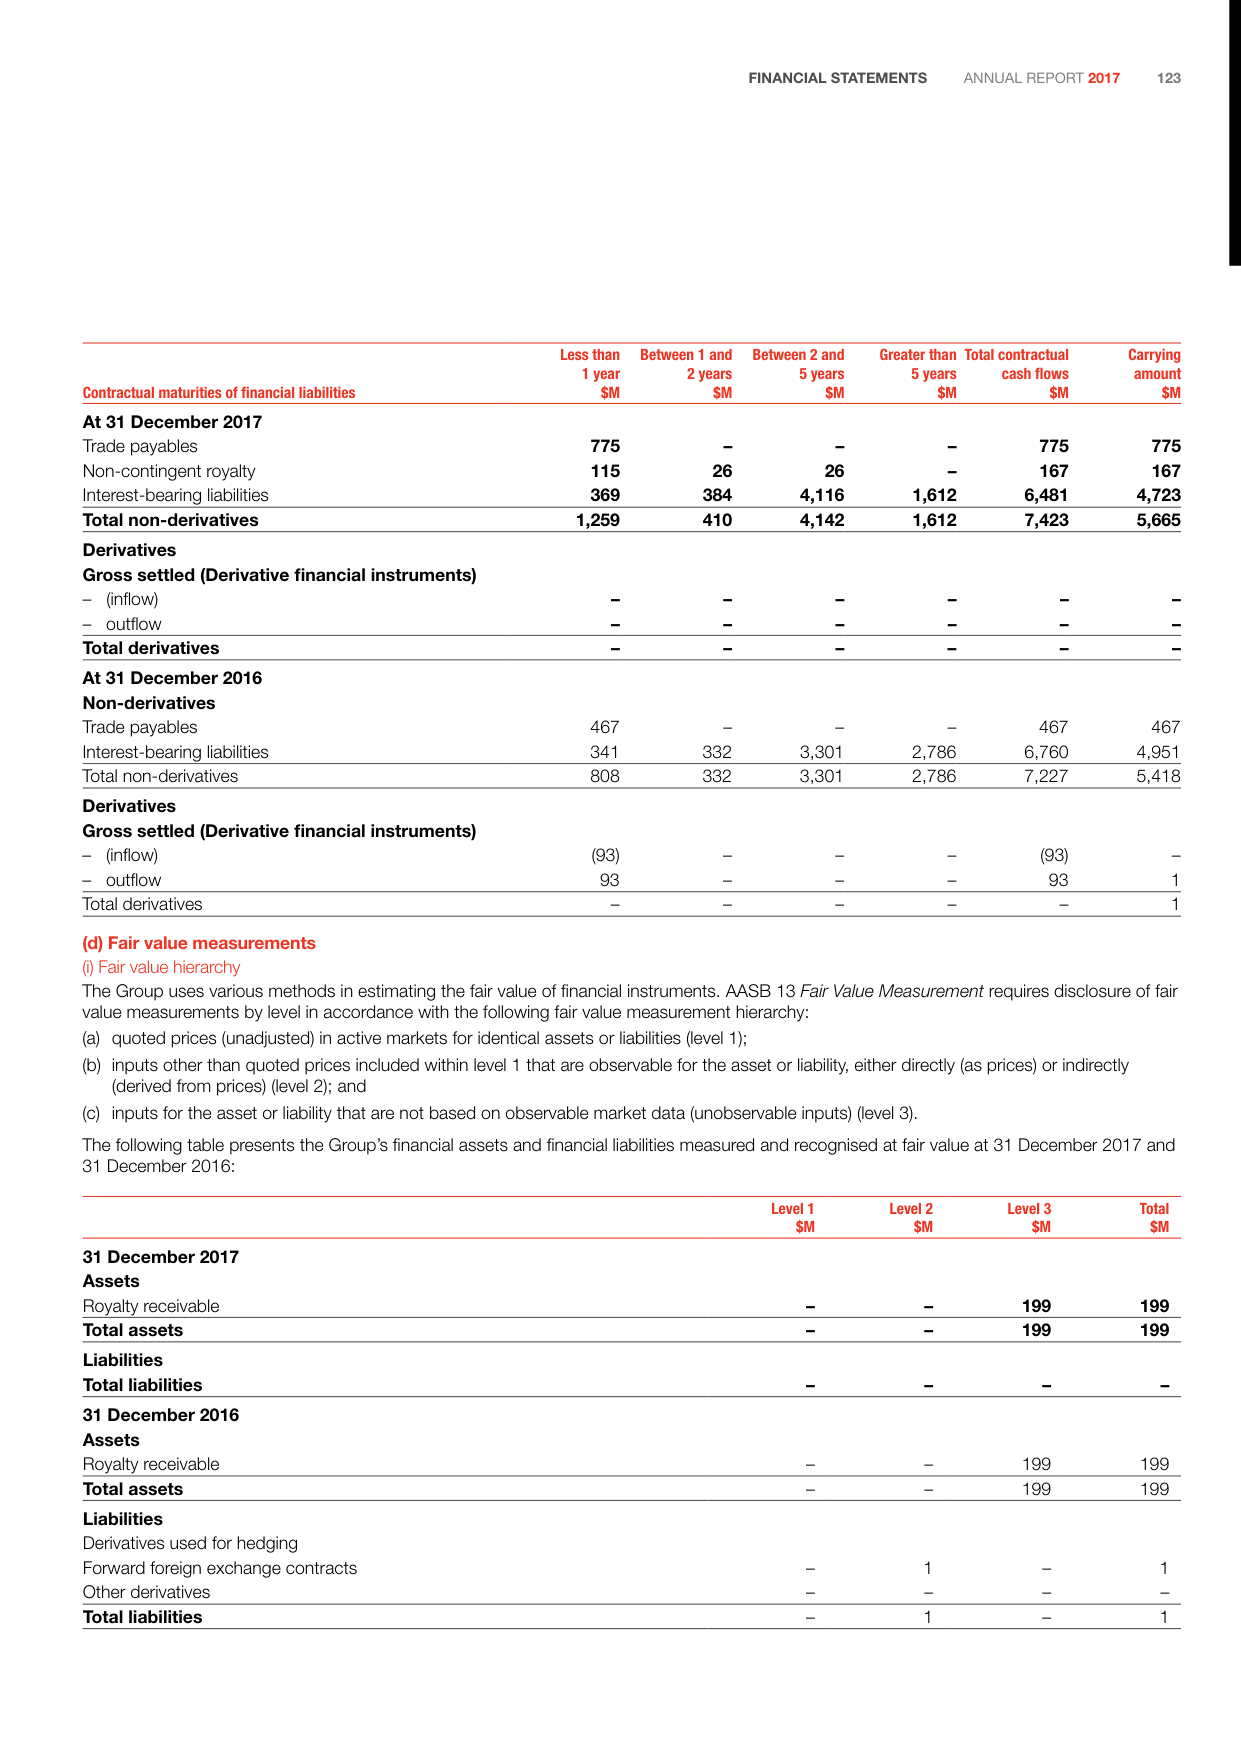 FINANCIAL STATEMENTS ANNUAL REPORT 2017 123
Less than Between 1 and Between 2 and Greater than Total contractual Carrying
1 year 2 years 5 years 5 years cash flows amount
Contractual maturities of financial liabilities $M $M $M $M $M $M
At 31 December 2017
Trade payables 775 – – – 775 775
Non-contingent royalty 115 26 26 – 167 167
Interest-bearing liabilities 369 384 4,116 1,612 6,481 4,723
Total non-derivatives 1,259 410 4,142 1,612 7,423 5,665
Derivatives
Gross settled (Derivative financial instruments)
– (inflow) – – – – – –
– outflow – – – – – –
Total derivatives – – – – – –
At 31 December 2016
Non-derivatives
Trade payables 467 – – – 467 467
Interest-bearing liabilities 341 332 3,301 2,786 6,760 4,951
Total non-derivatives 808 332 3,301 2,786 7,227 5,418
Derivatives
Gross settled (Derivative financial instruments)
– (inflow) (93) – – – (93) –
– outflow 93 – – – 93 1
Total derivatives – – – – – 1
(d) Fair value measurements
(i) Fair value hierarchy
The Group uses various methods in estimating the fair value of financial instruments. AASB 13 Fair Value Measurement requires disclosure of fair
value measurements by level in accordance with the following fair value measurement hierarchy:
(a) quoted prices (unadjusted) in active markets for identical assets or liabilities (level 1);
(b) inputs other than quoted prices included within level 1 that are observable for the asset or liability, either directly (as prices) or indirectly
(derived from prices) (level 2); and
(c) inputs for the asset or liability that are not based on observable market data (unobservable inputs) (level 3).
The following table presents the Group's financial assets and financial liabilities measured and recognised at fair value at 31 December 2017 and
31 December 2016:
Level 1 Level 2 Level 3 Total
$M $M $M $M
31 December 2017
Assets
Royalty receivable – – 199 199
Total assets – – 199 199
Liabilities
Total liabilities – – – –
31 December 2016
Assets
Royalty receivable – – 199 199
Total assets – – 199 199
Liabilities
Derivatives used for hedging
Forward foreign exchange contracts – 1 – 1
Other derivatives – – – –
Total liabilities – 1 – 1